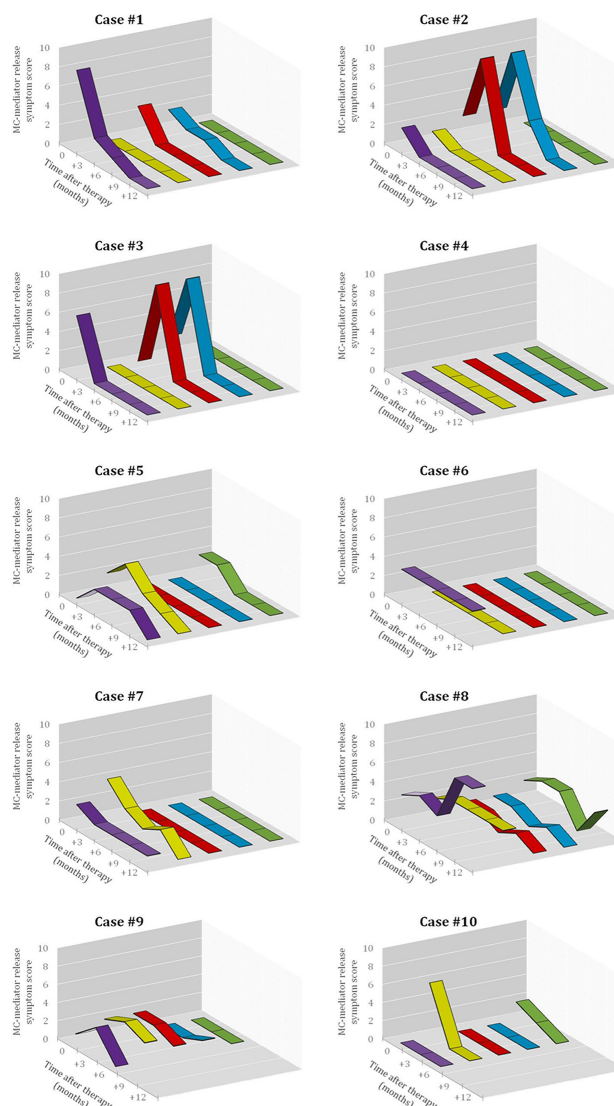 Case #1
10
8
6
4
2
0
MC-mediator release
symptom score
0
+3
+6
+9
+12
Time after therapy
(months)
Case #2
10
8
6
4
2
0
MC-mediator release
symptom score
0
+3
+6
+9
+12
Time after therapy
(months)
Case #3
10
8
6
4
2
0
MC-mediator release
symptom score
0
+3
+6
+9
+12
Time after therapy
(months)
Case #4
10
8
6
4
2
0
MC-mediator release
symptom score
0
+3
+6
+9
+12
Time after therapy
(months)
Case #5
10
8
6
4
2
0
MC-mediator release
symptom score
0
+3
+6
+9
+12
Time after therapy
(months)
Case #6
10
8
6
4
2
0
MC-mediator release
symptom score
0
+3
+6
+9
+12
Time after therapy
(months)
Case #7
10
8
6
4
2
0
MC-mediator release
symptom score
0
+3
+6
+9
+12
Time after therapy
(months)
Case #8
10
8
6
4
2
0
MC-mediator release
symptom score
0
+3
+6
+9
+12
Time after therapy
(months)
Case #9
10
8
6
4
2
0
MC-mediator release
symptom score
0
+3
+6
+9
+12
Time after therapy
(months)
Case #10
10
8
6
4
2
0
MC-mediator release
symptom score
0
+3
+6
+9
+12
Time after therapy
(months)